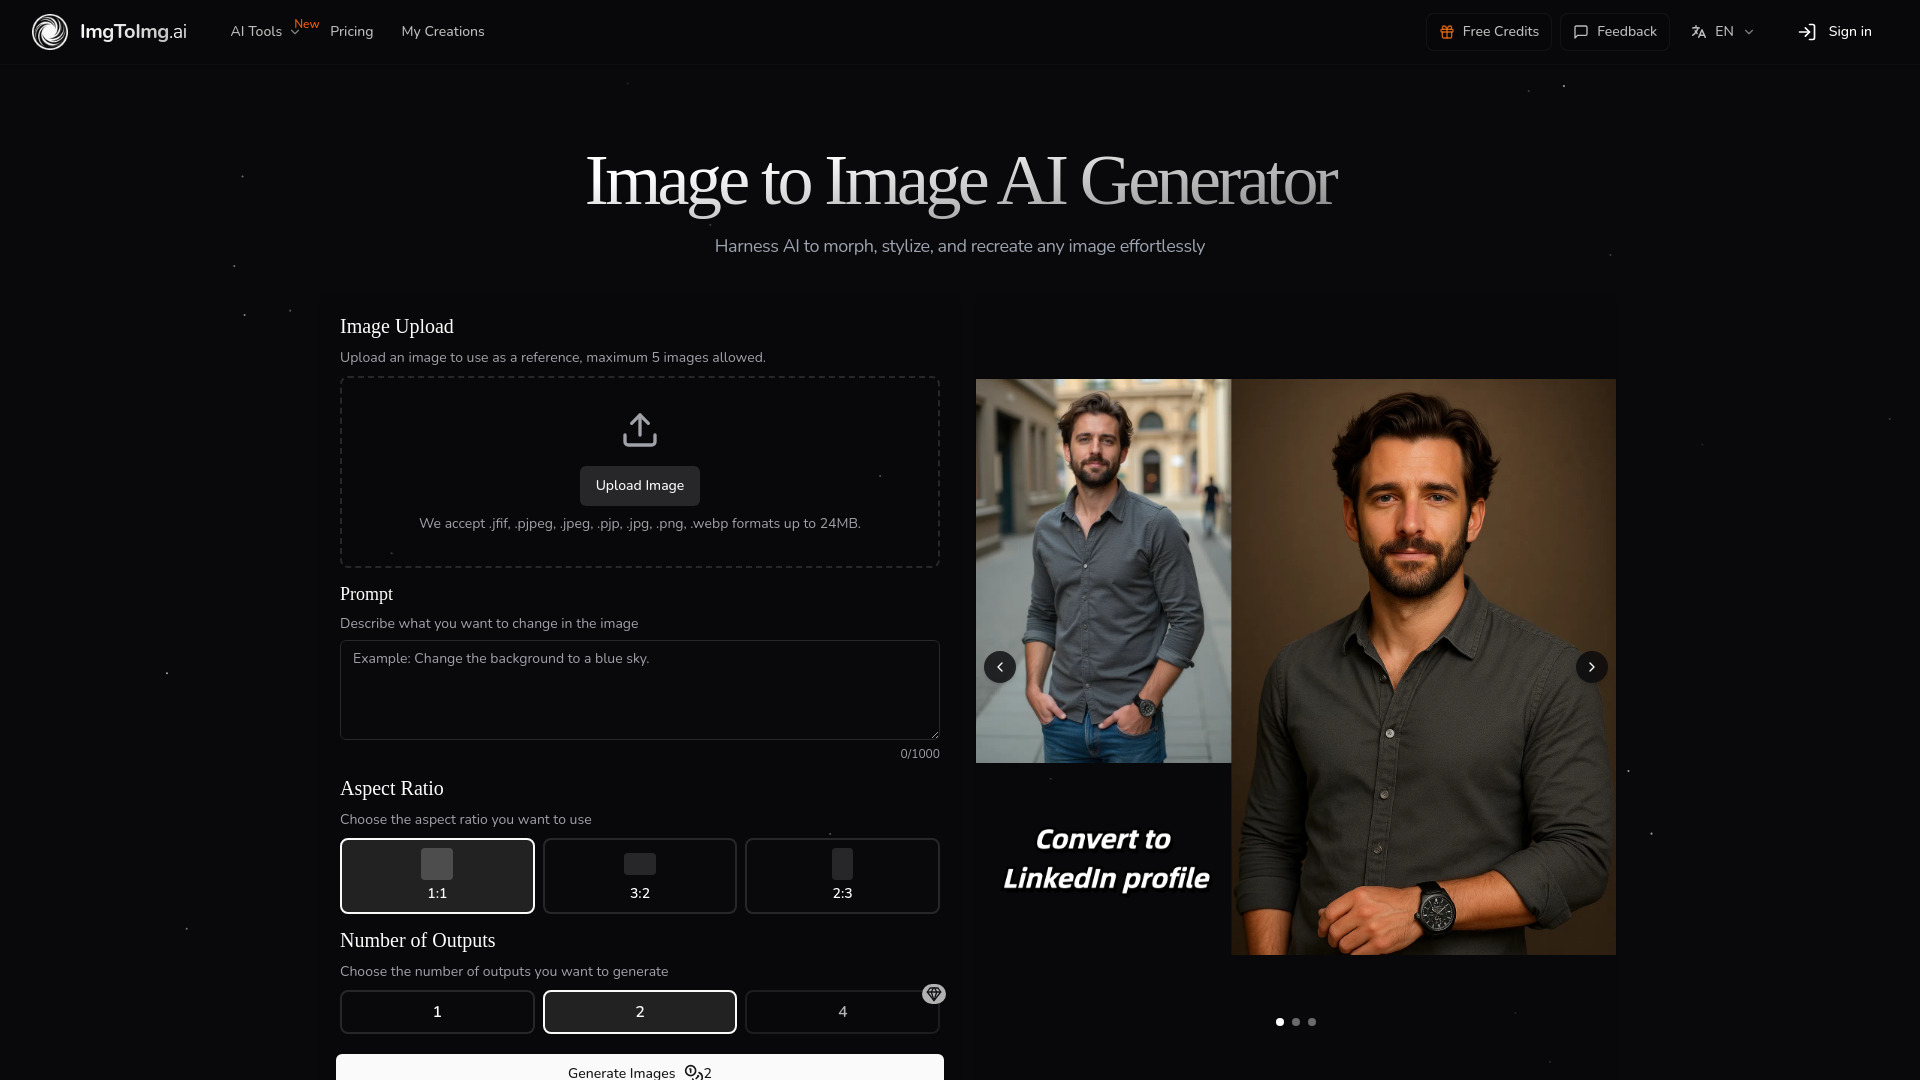 ImgToImg.ai
AI Tools
New
Pricing
My Creations
Free Credits
Feedback
EN
Sign in
Image to Image AI Generator
Harness AI to morph, stylize, and recreate any image effortlessly
Image Upload
Upload an image to use as a reference, maximum 5 images allowed.
Upload Image
We accept .jfif, .pjpeg, .jpeg, .pjp, .jpg, .png, .webp formats up to 24MB.
Prompt
Describe what you want to change in the image
Example: Change the background to a blue sky.
0/1000
Aspect Ratio
Choose the aspect ratio you want to use
1:1
3:2
2:3
Number of Outputs
Choose the number of outputs you want to generate
1
2
4
Generate Images 2
Convert to
LinkedIn profile